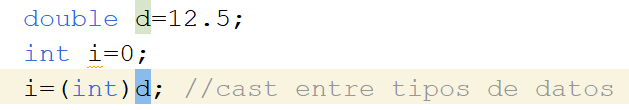 double d=12.5;
int i=0;
i=(int)d; //cast entre tipos de datos